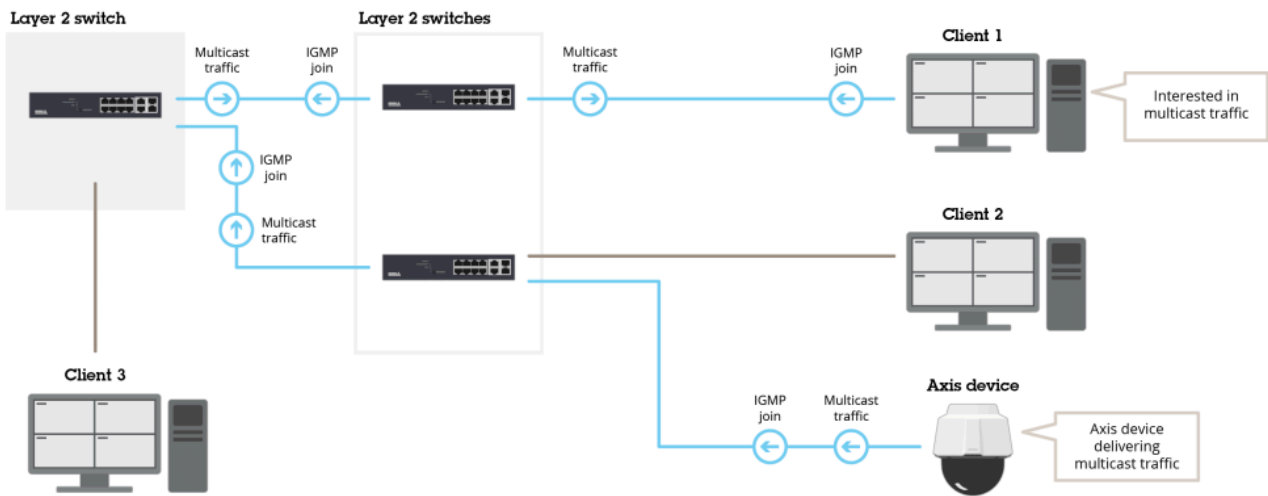 Layer 2 switch
Layer 2 switches
Client 1
Multicast
traffic
IGMP
join
Multicast
traffic
IGMP
join
Interested in
multicast traffic
IGMP
join
Multicast
traffic
Client 2
Client 3
Axis device
IGMP
join
Multicast
traffic
Axis device
delivering
multicast traffic